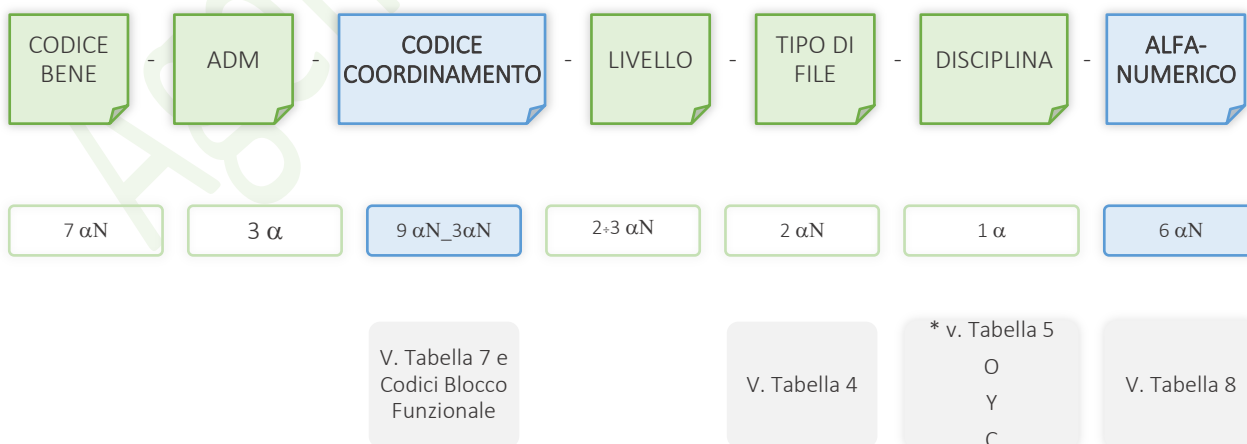 CODICE
BENE
-
ADM
-
CODICE
COORDINAMENTO
-
LIVELLO
-
TIPO DI
FILE
-
DISCIPLINA
-
ALFA-
NUMERICO
7 αN
3 α
9 αN_3αN
2÷3 αN
2 αN
1 α
6 αN
V. Tabella 7 e
Codici Blocco
Funzionale
V. Tabella 4
* v. Tabella 5
O
Y
C
V. Tabella 8